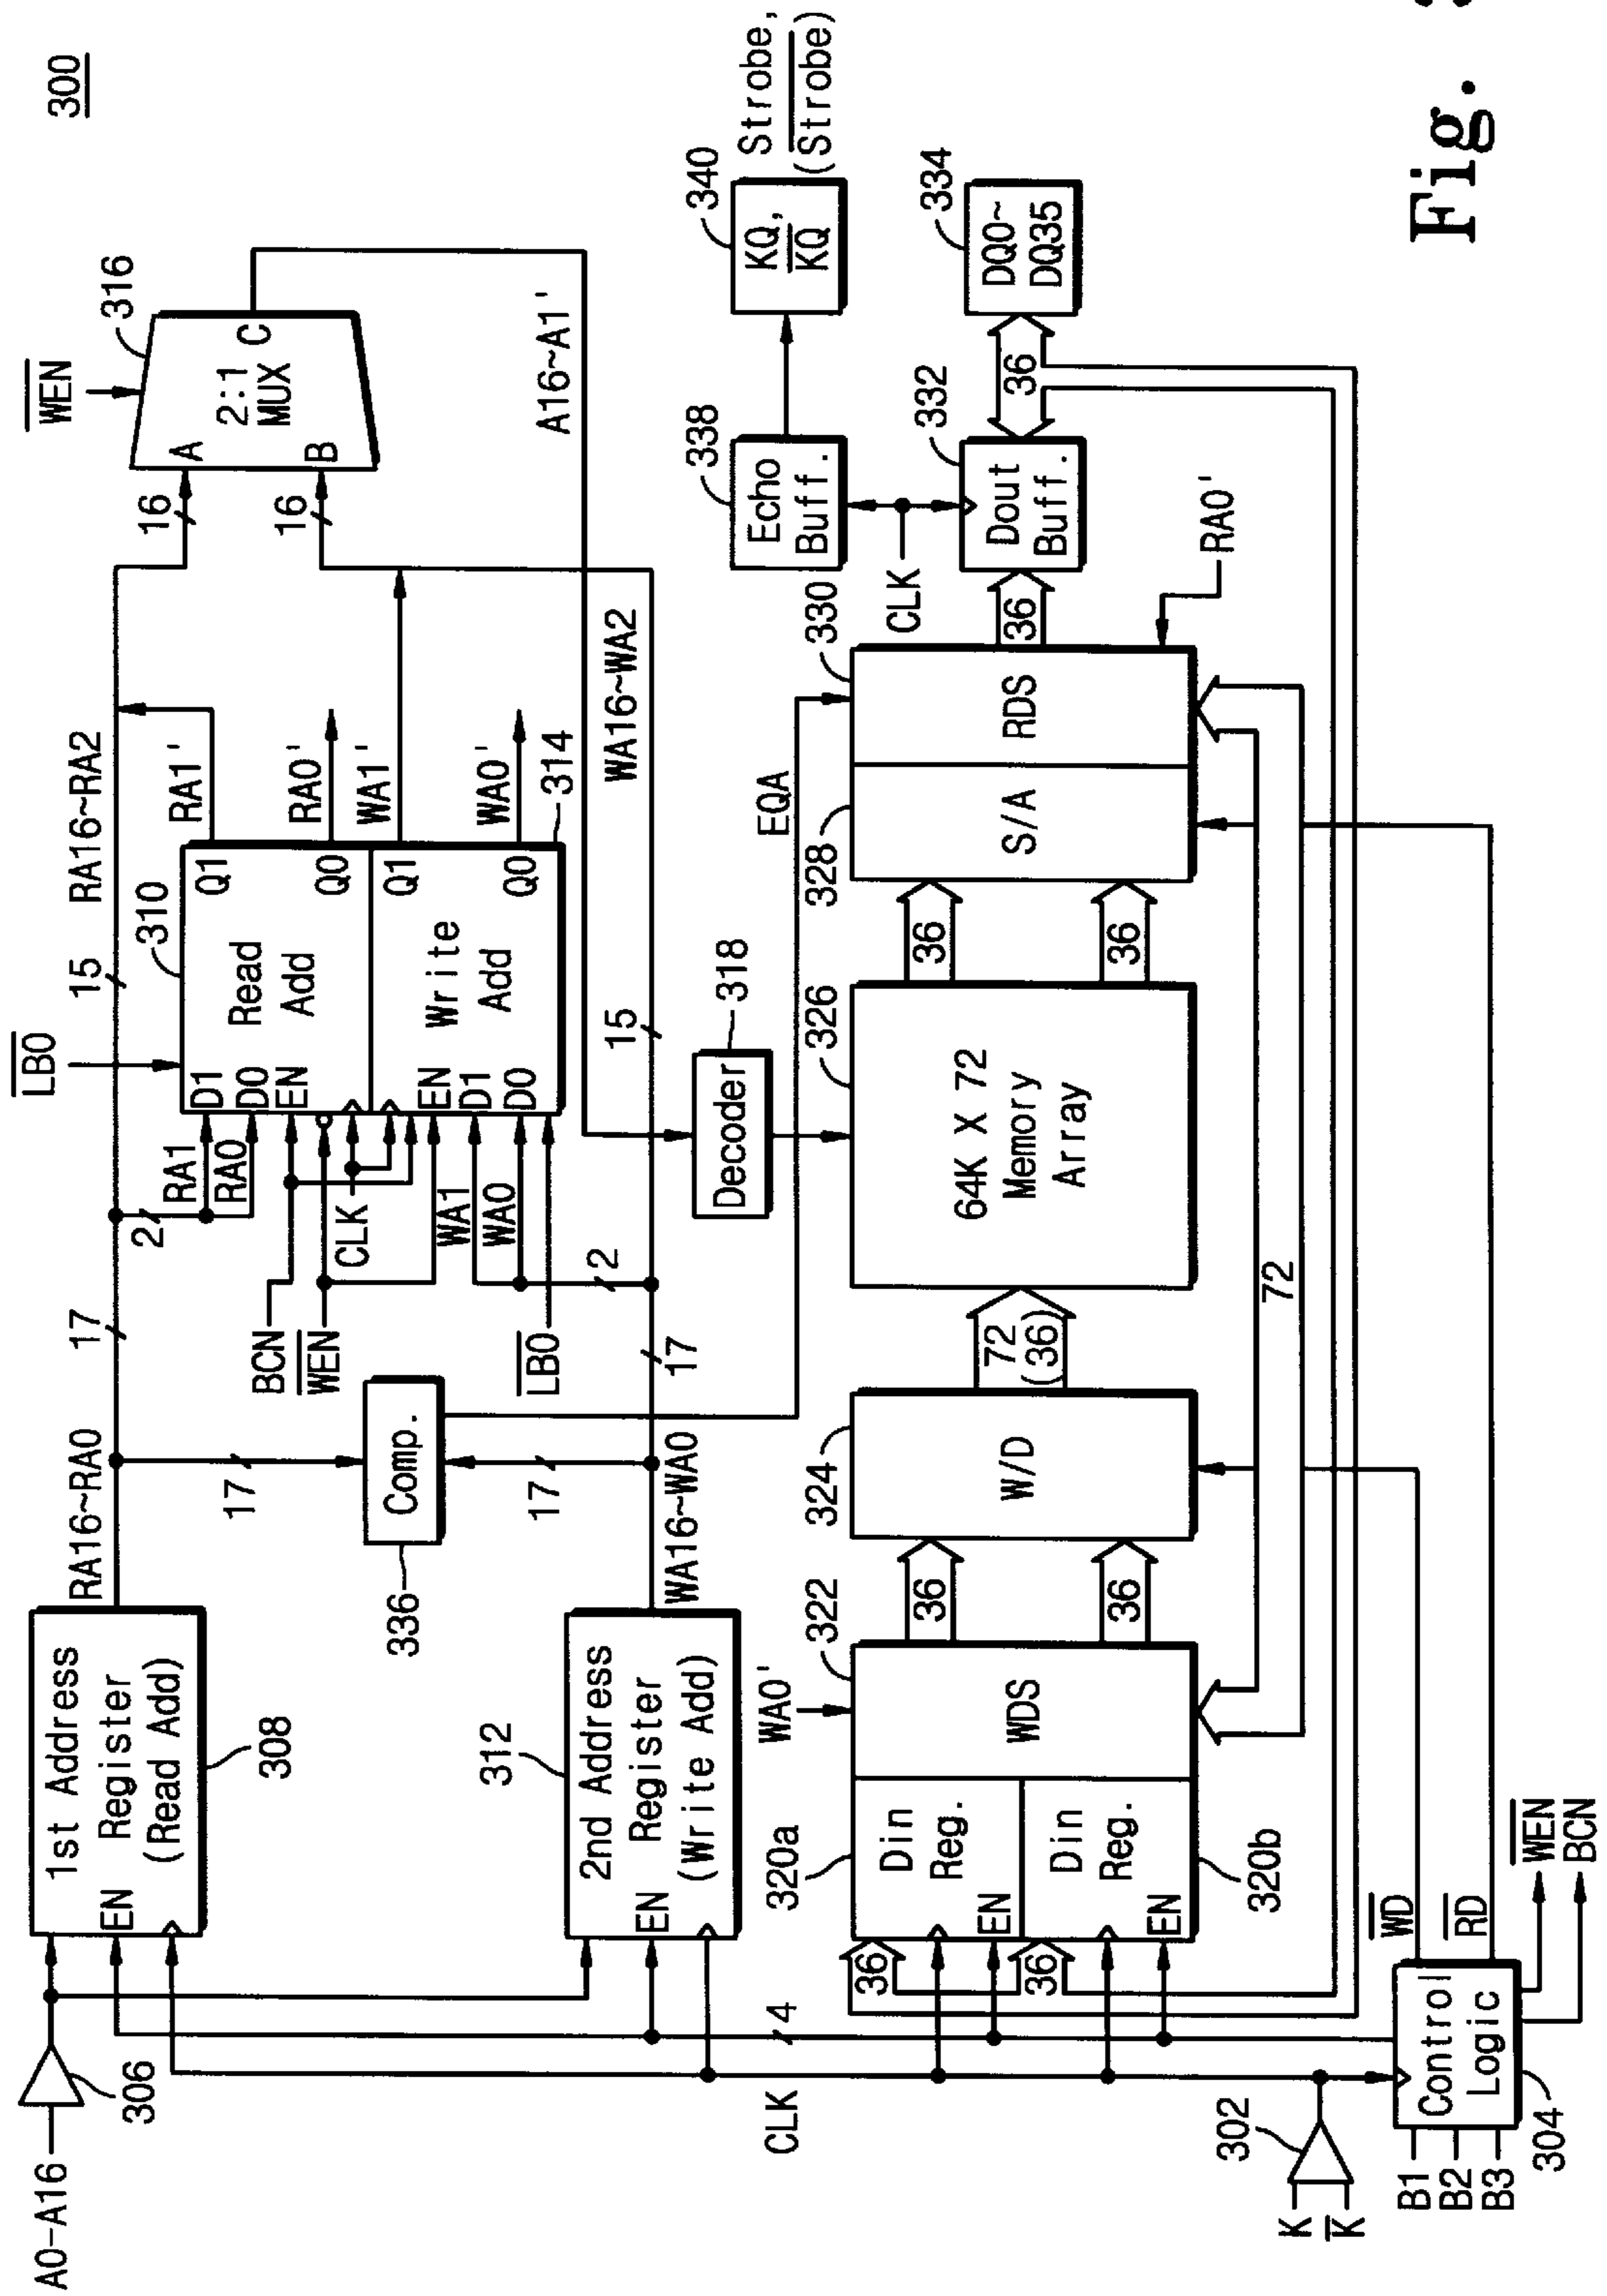 300
A0-A16
306
1st Address
Register
(Read Add)
EN
308
RA16~RA0
17
17
2
RA1
RA0
LBO
15
RA16~RA2
310
Read
Add
D1
D0
EN
Q1
Q0
RA1'
RA0'
BCN
WEN
CLK
WA1
WA0
LBO
Write
Add
EN
D1
D0
Q1
Q0
WA1'
WA0'
314
WEN
316
16
A
16
B
2:1
MUX
C
A16~A1'
336
Comp.
17
312
2nd Address
Register
(Write Add)
EN
WA16~WA0
17
2
15
WA16~WA2
318
Decoder
EQA
CLK
4
320a
Din
Reg.
EN
Din
Reg.
EN
320b
36
36
WA0'
322
WDS
36
36
324
W/D
72
(36)
326
64K X 72
Memory
Array
36
36
328
S/A
330
RDS
RA0'
36
CLK
338
Echo
Buff.
340
KQ,
KQ
Strobe,
(Strobe)
332
Dout
Buff.
36
334
DQ0~
DQ35
72
302
K
K
B1
B2
B3
Control
Logic
304
WD
RD
WEN
BCN
Fig.